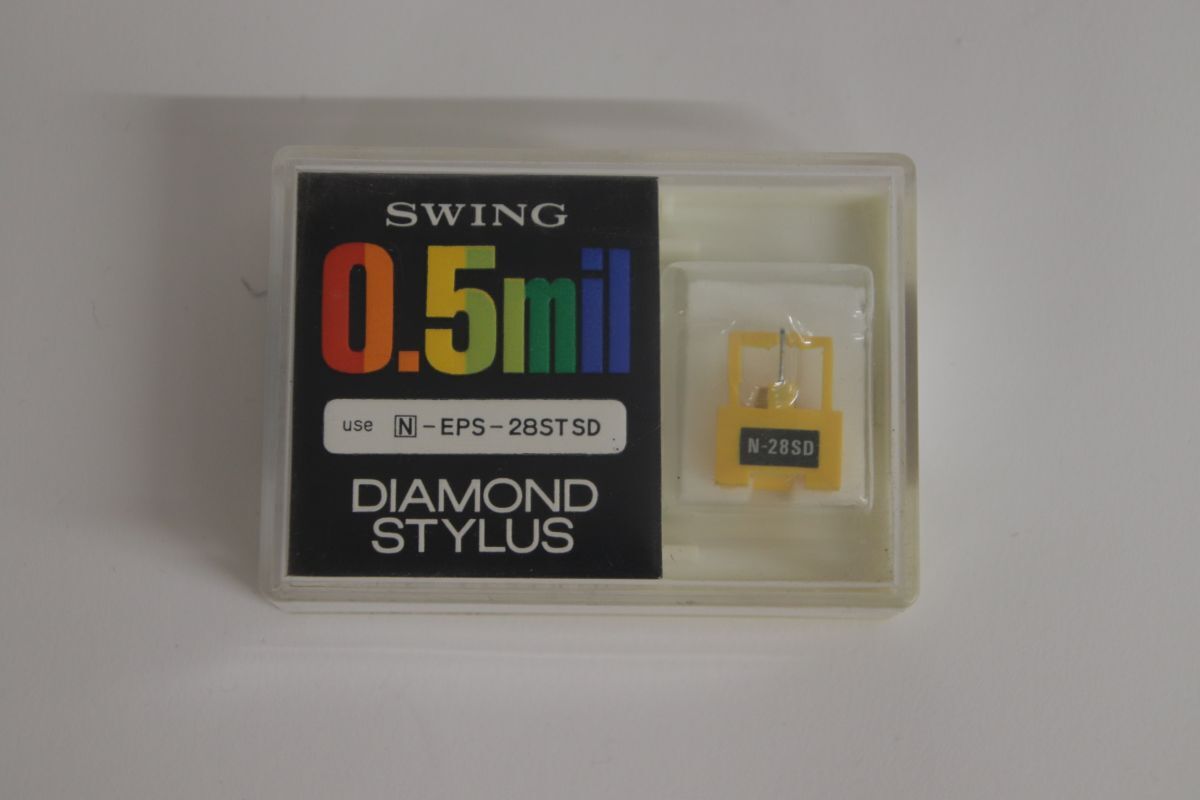 SWING
0.5mil
use N-EPS-28STSD
DIAMOND
STYLUS
N-28SD